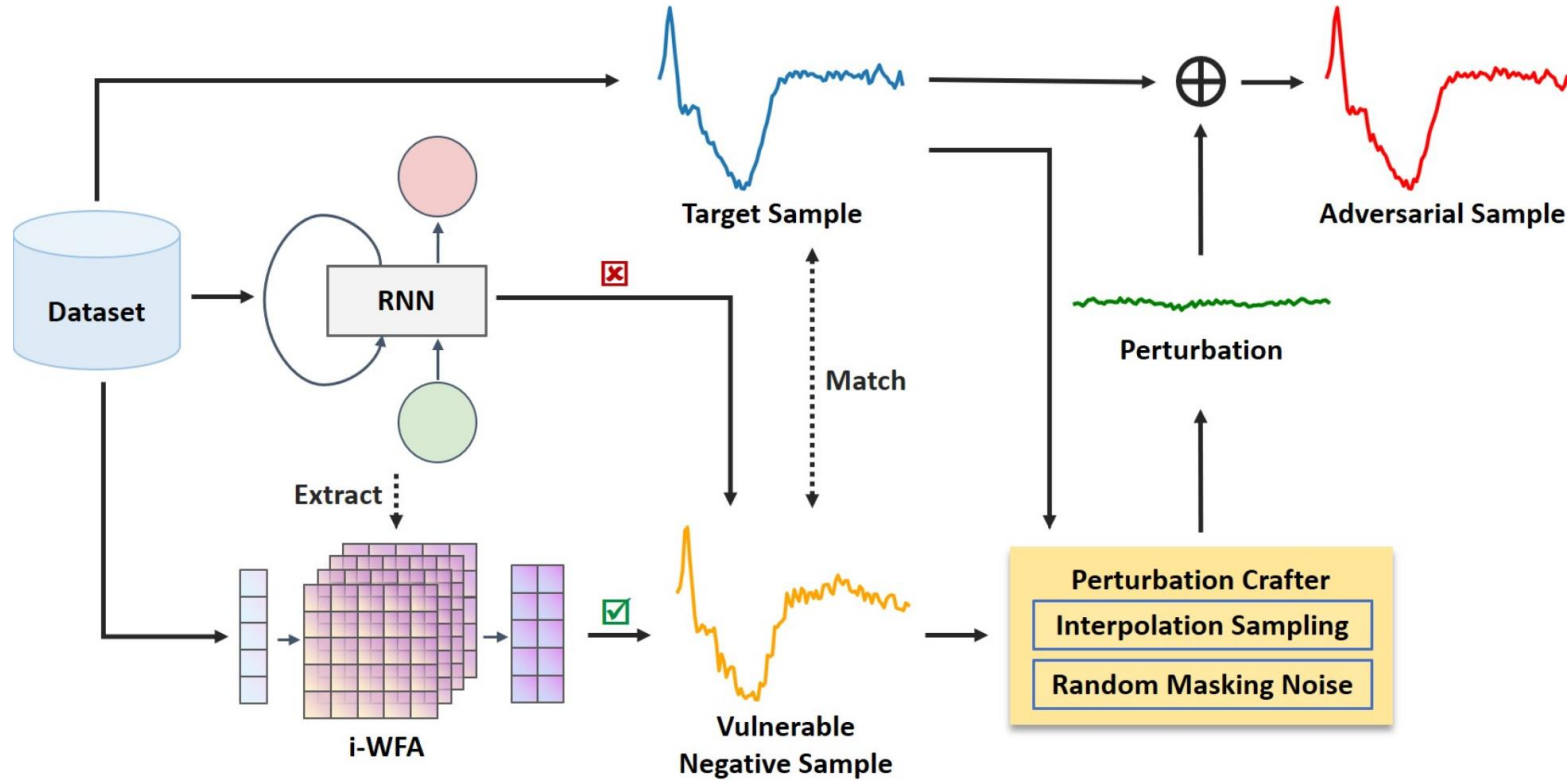 Target Sample
Adversarial Sample
Dataset
RNN
Perturbation
Match
Extract
Perturbation Crafter
Interpolation Sampling
Random Masking Noise
i-WFA
Vulnerable
Negative Sample